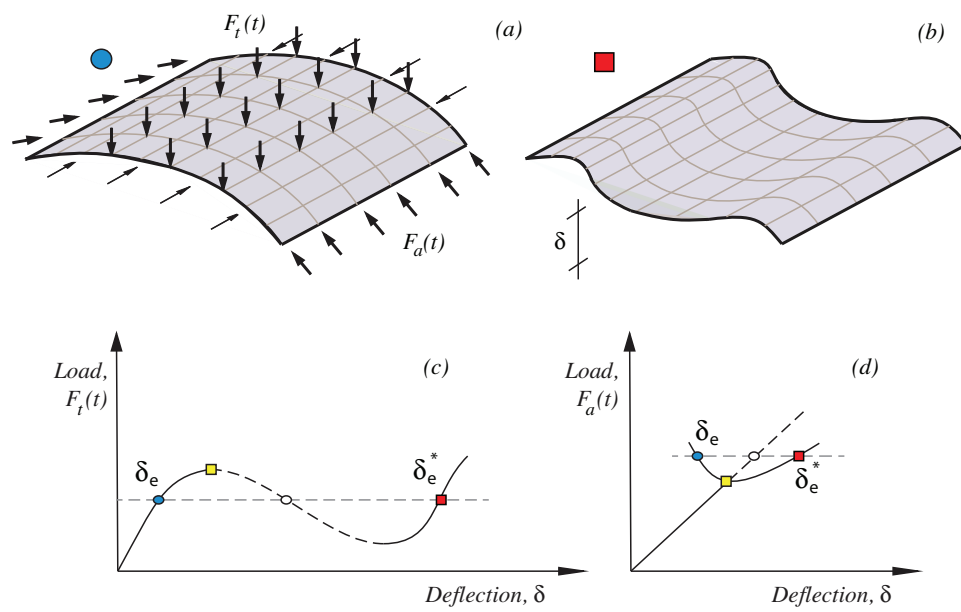 F_t(t)
(a)
F_a(t)
(b)
δ
Load,
F_t(t)
(c)
δ_e
δ_e^*
Deflection, δ
Load,
F_a(t)
(d)
δ_e
δ_e^*
Deflection, δ